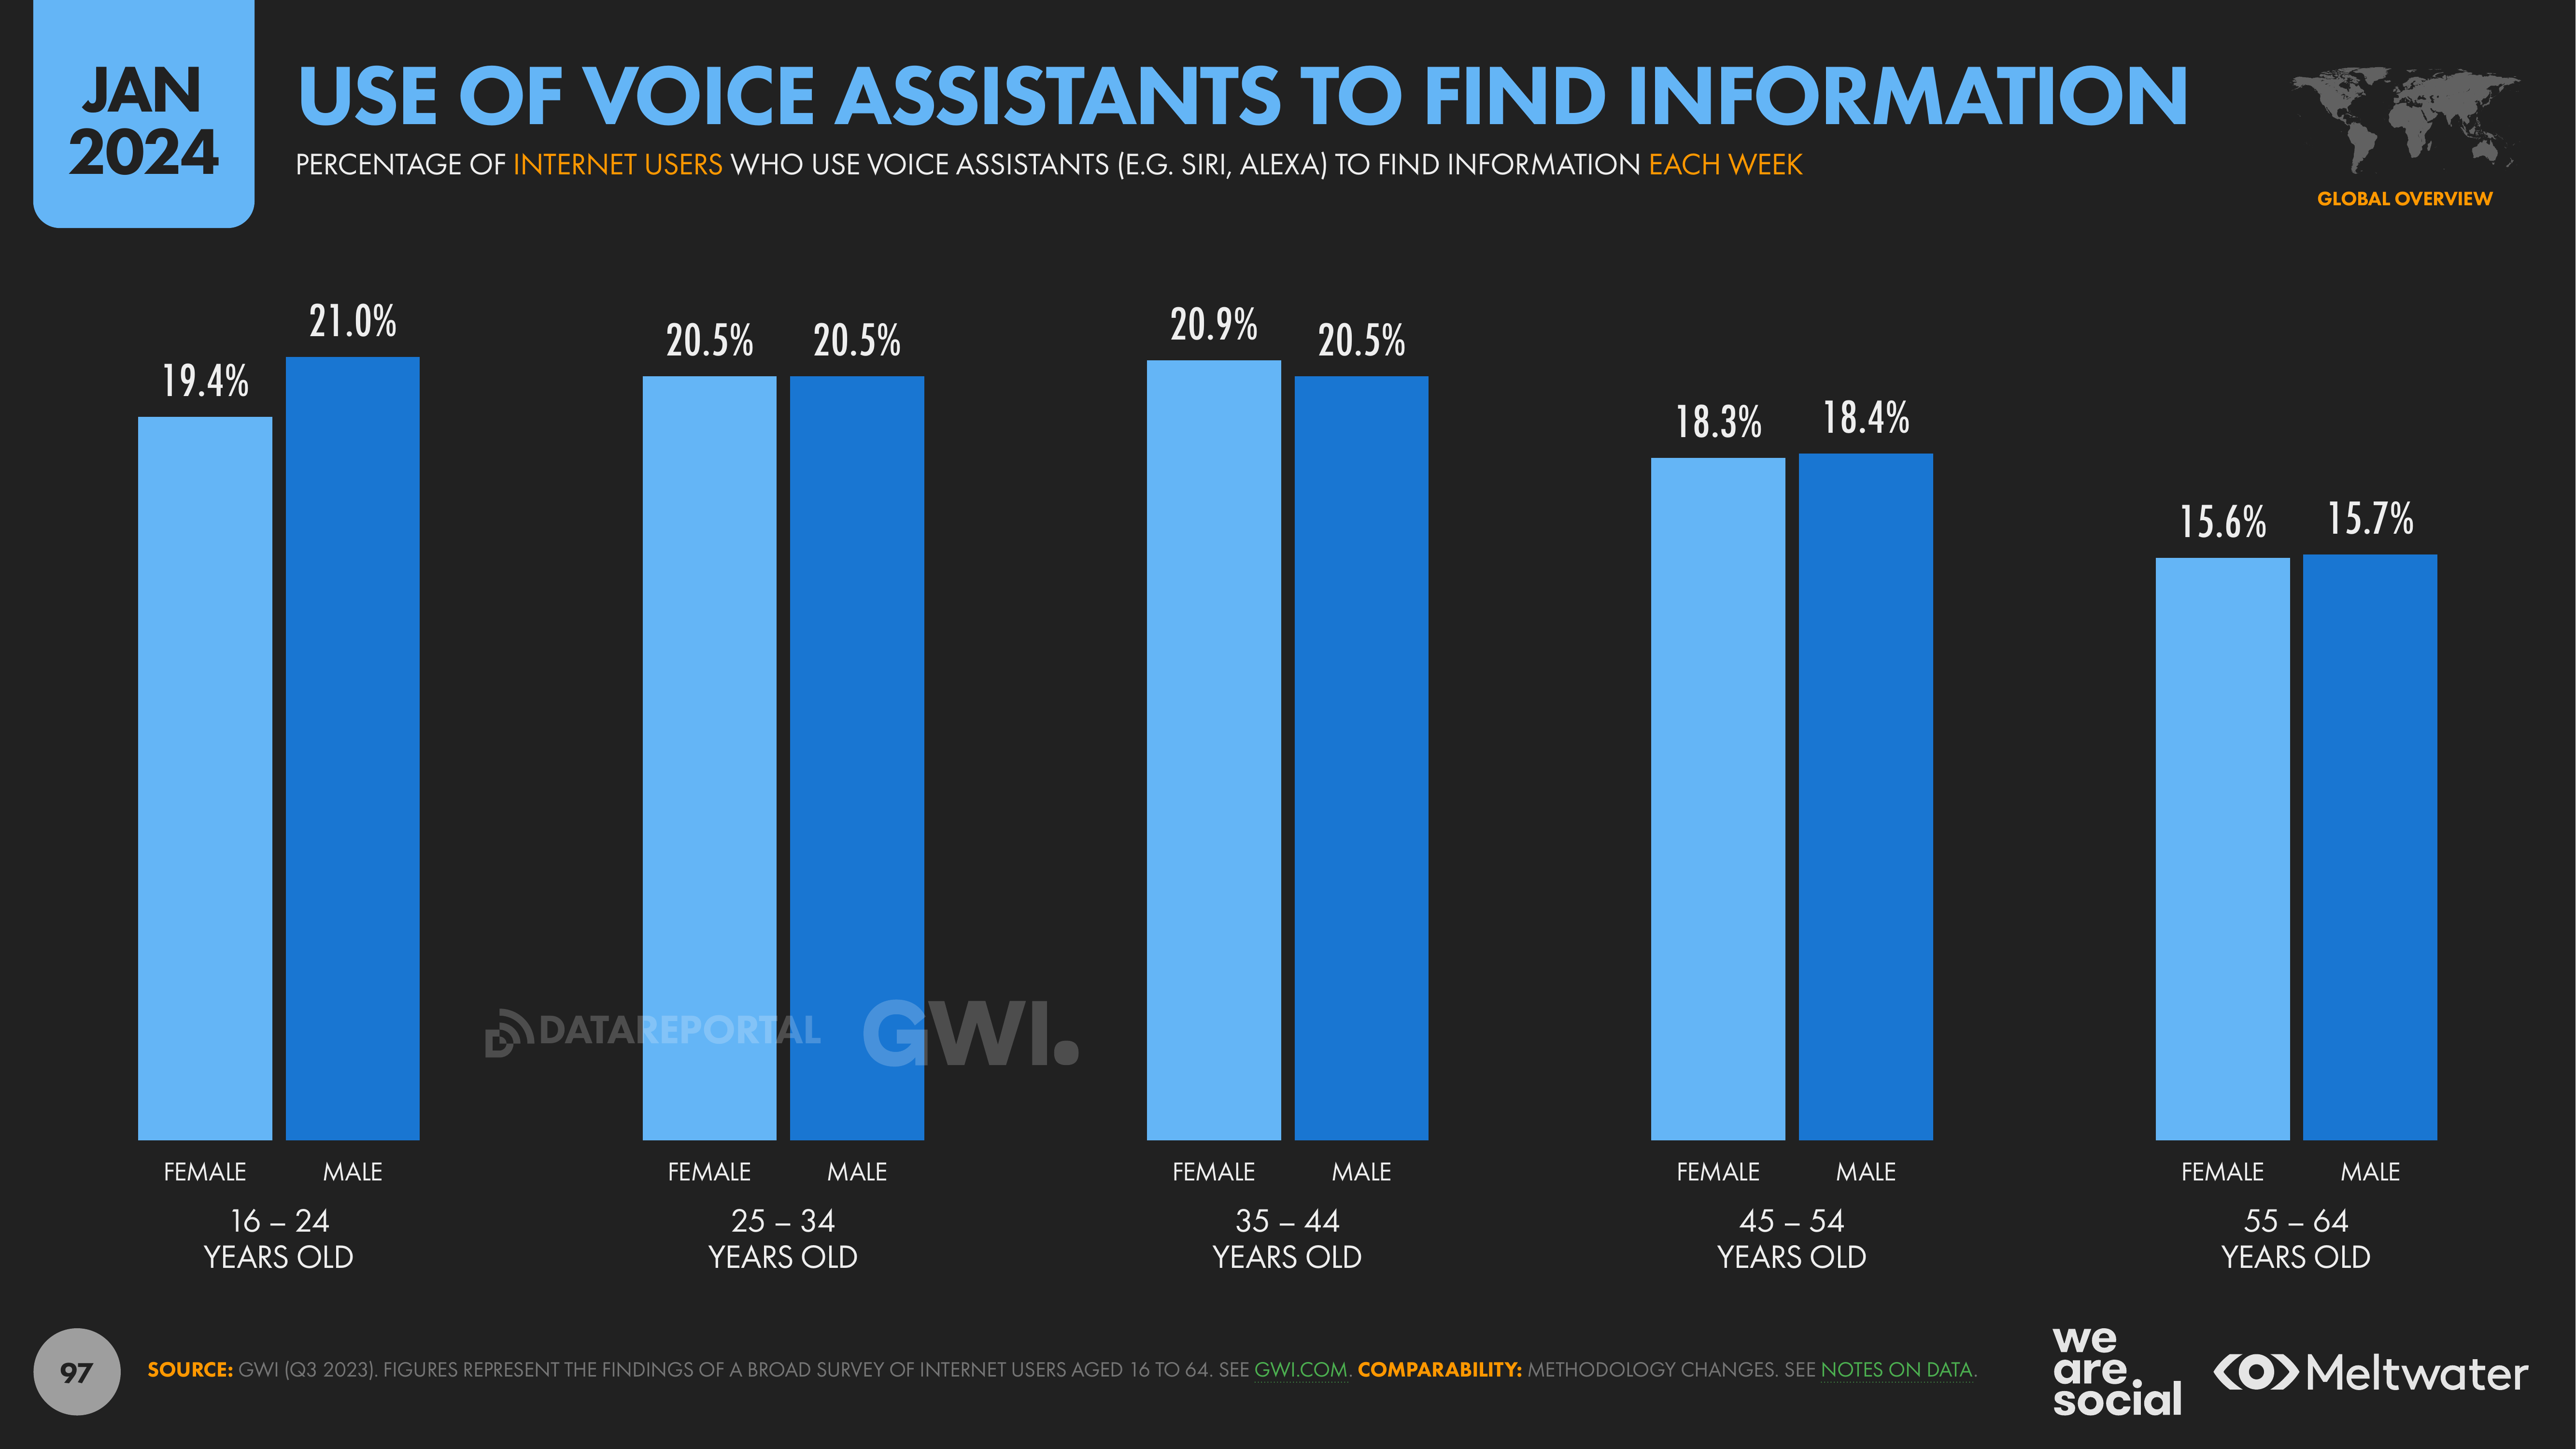 JAN
2024
USE OF VOICE ASSISTANTS TO FIND INFORMATION
PERCENTAGE OF INTERNET USERS WHO USE VOICE ASSISTANTS (E.G. SIRI, ALEXA) TO FIND INFORMATION EACH WEEK
GLOBAL OVERVIEW
19.4% 21.0% 20.5% 20.5% 20.9% 20.5% 18.3% 18.4% 15.6% 15.7%
DATAREPORTAL GWI.
FEMALE MALE FEMALE MALE FEMALE MALE FEMALE MALE FEMALE MALE
16 – 24 25 – 34 35 – 44 45 – 54 55 – 64
YEARS OLD YEARS OLD YEARS OLD YEARS OLD YEARS OLD
97
SOURCE: GWI (Q3 2023). FIGURES REPRESENT THE FINDINGS OF A BROAD SURVEY OF INTERNET USERS AGED 16 TO 64. SEE GWI.COM. COMPARABILITY: METHODOLOGY CHANGES. SEE NOTES ON DATA.
we
are.
social
Meltwater